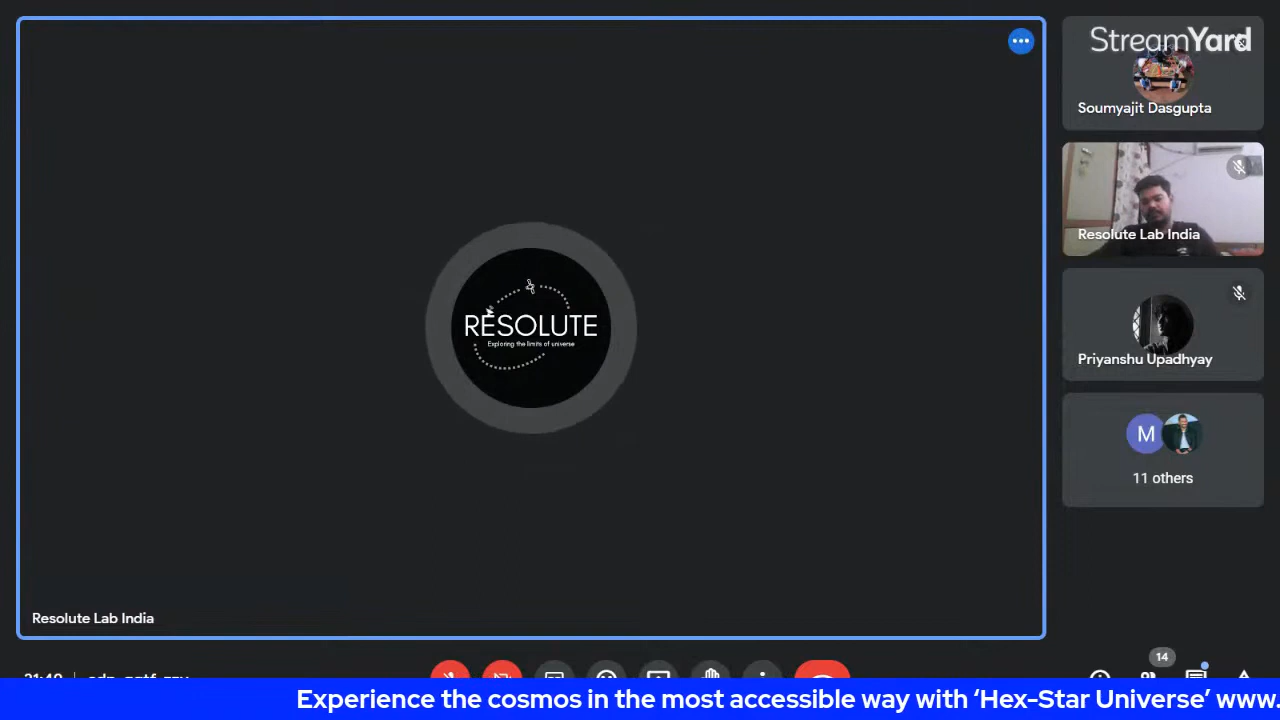 StreamYard
Soumyajit Dasgupta
Resolute Lab India
RESOLUTE
Exploring the limits of universe
Priyanshu Upadhyay
M
11 others
Resolute Lab India
14
Experience the cosmos in the most accessible way with ‘Hex-Star Universe’ www.